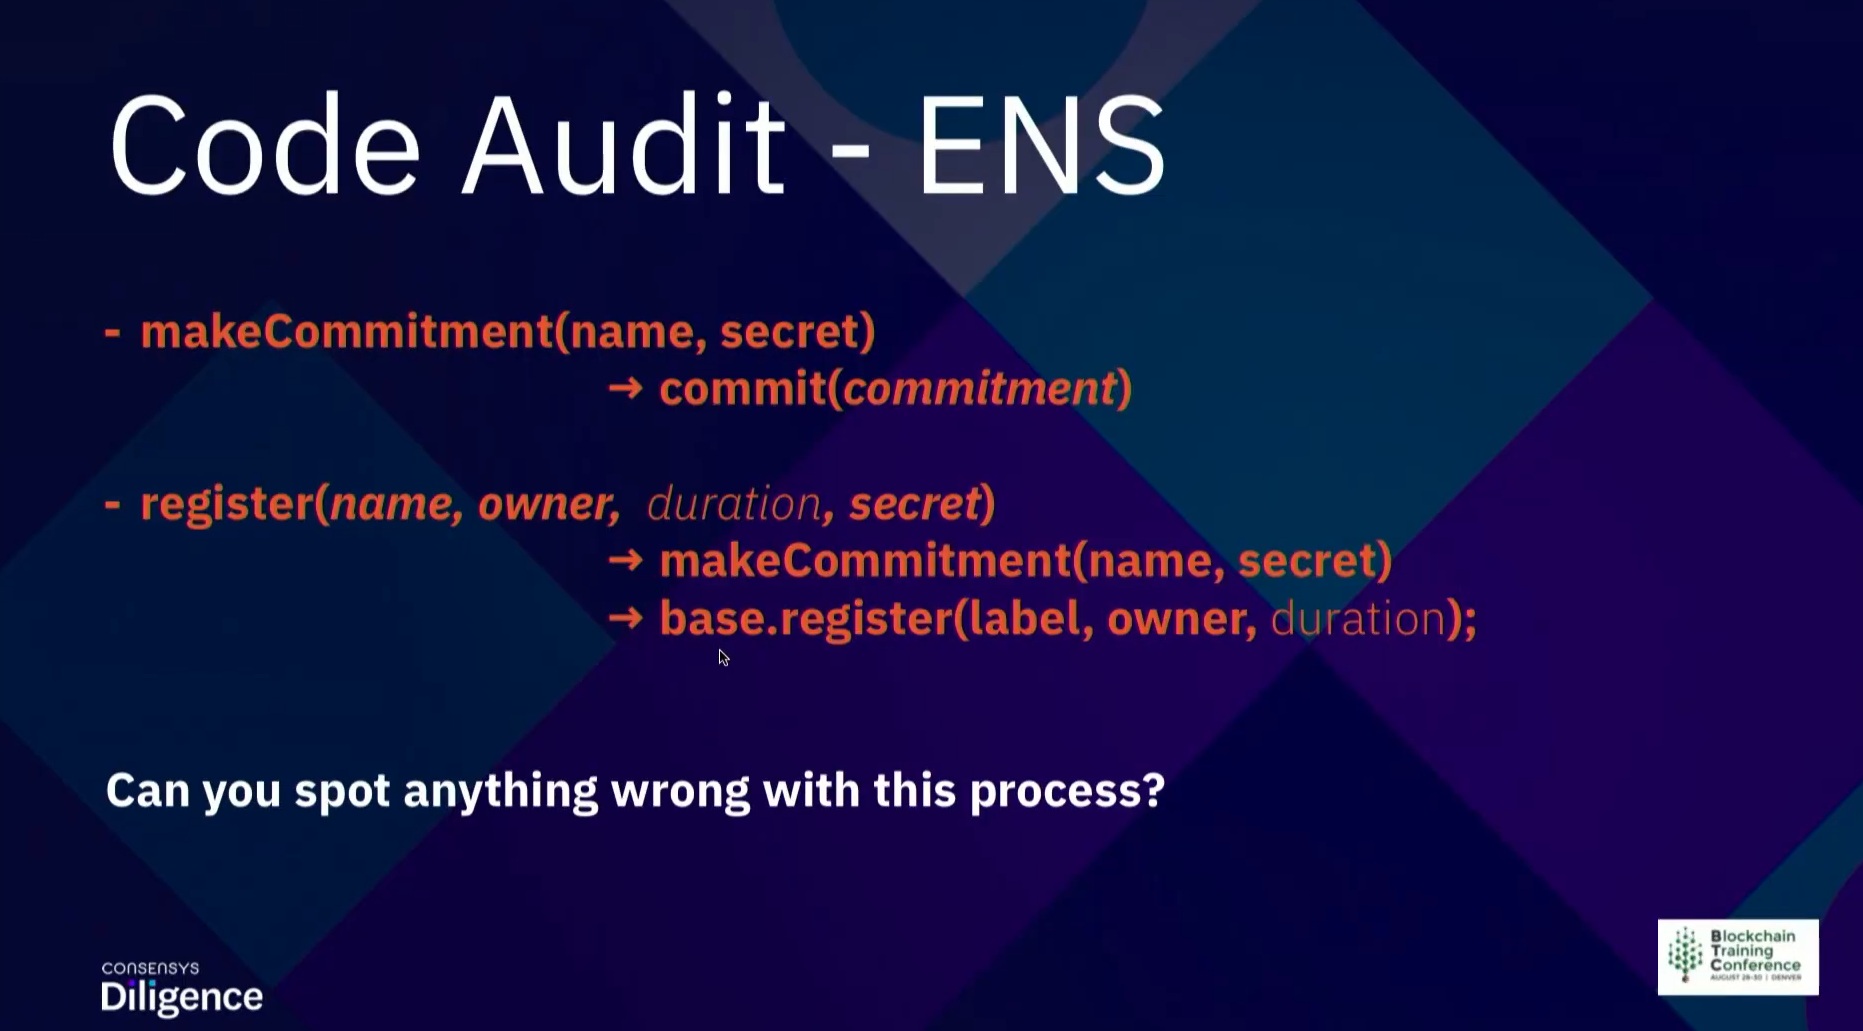 Code Audit - ENS
- makeCommitment(name, secret)
→ commit(commitment)
- register(name, owner, duration, secret)
→ makeCommitment(name, secret)
→ base.register(label, owner, duration);
Can you spot anything wrong with this process?
CONSENSYS
Diligence
Blockchain
Training
Conference
AUGUST 28-30 | DENVER